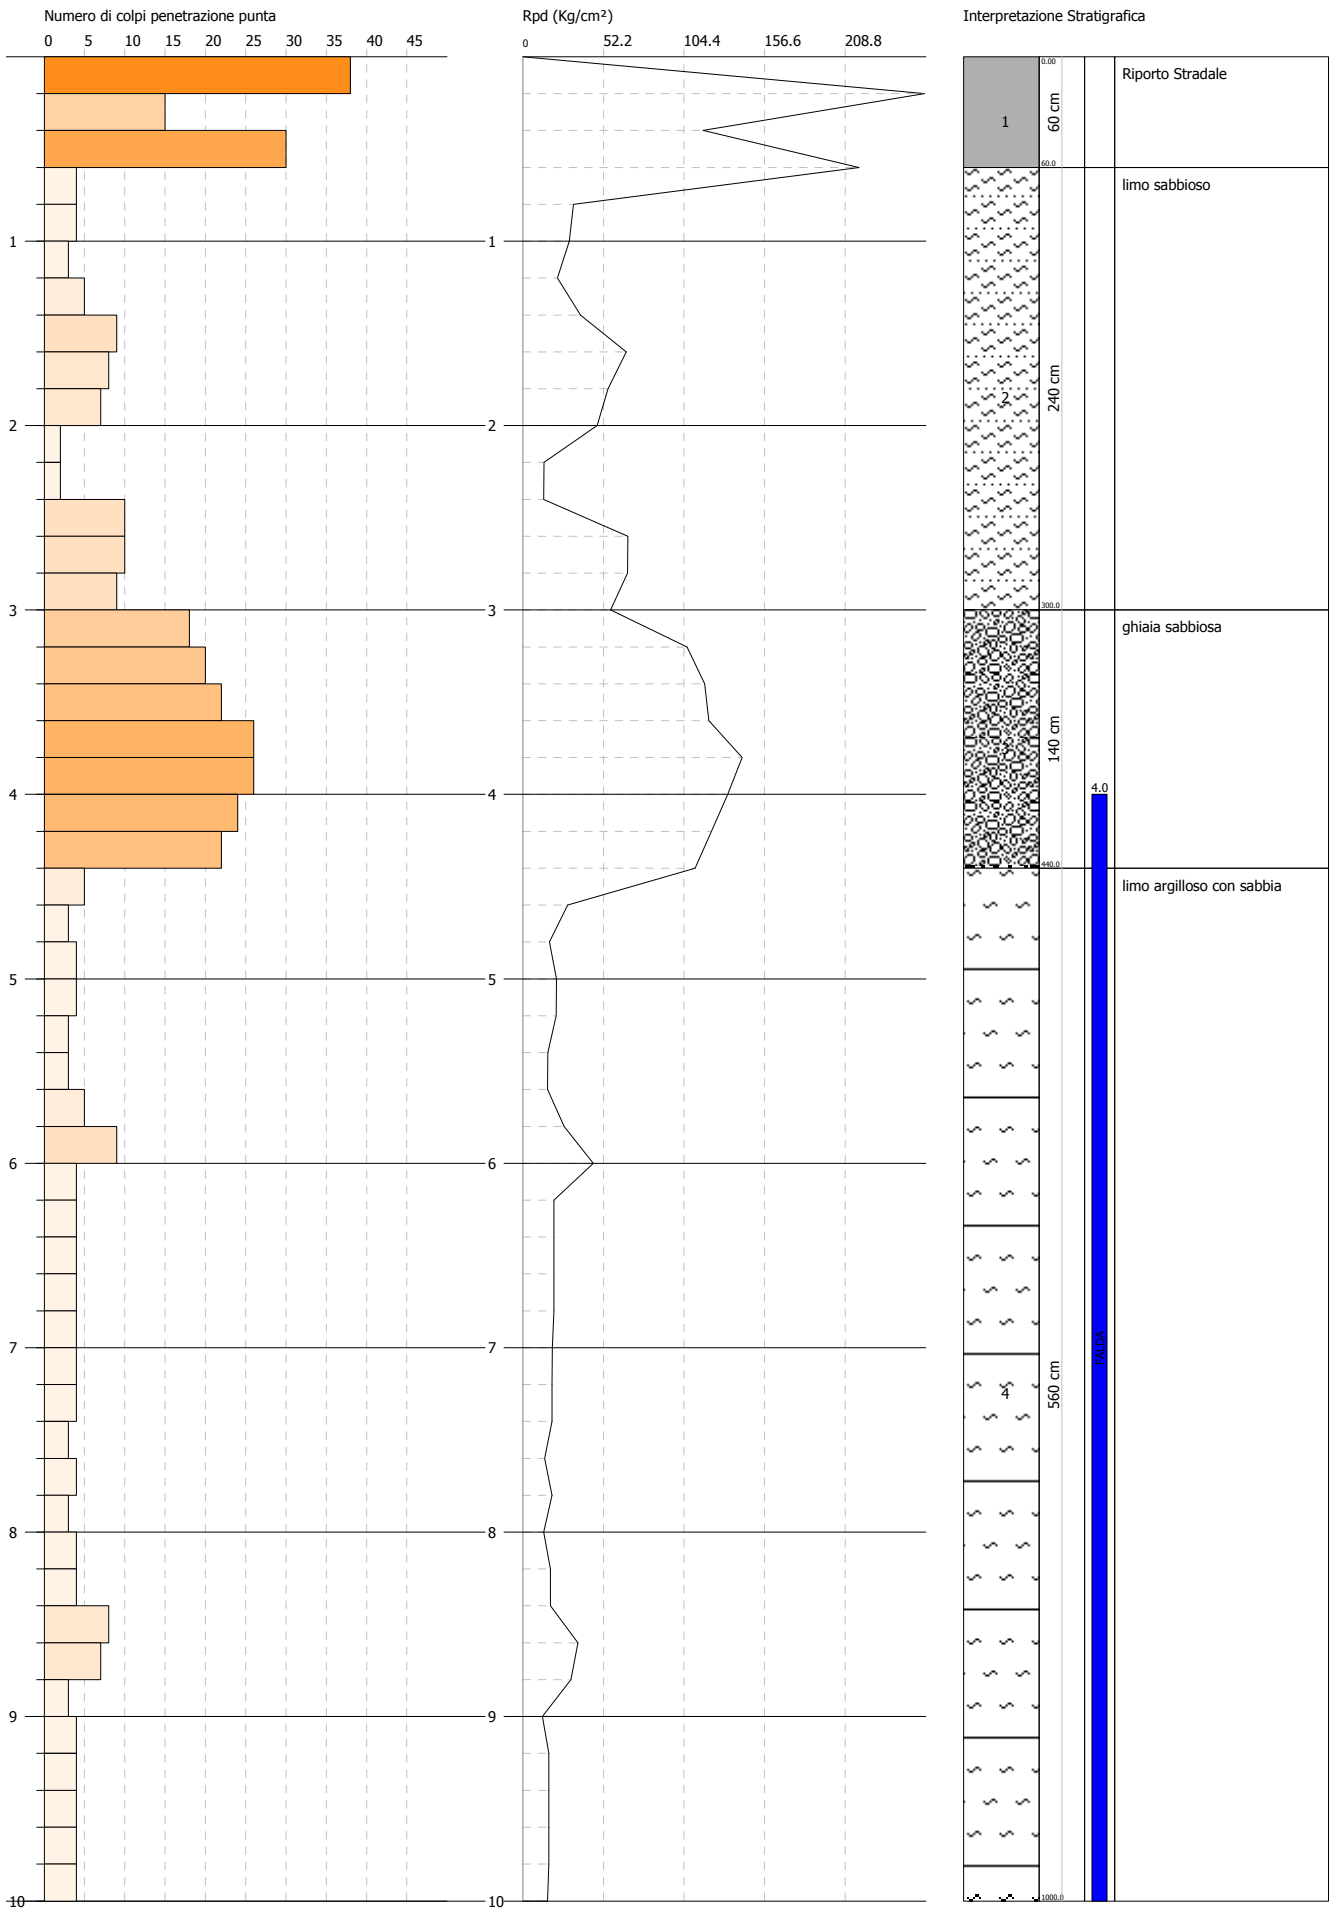 Numero di colpi penetrazione punta
Rpd (Kg/cm²)
Interpretazione Stratigrafica
0 5 10 15 20 25 30 35 40 45
0 52.2 104.4 156.6 208.8
0.00
Riporto Stradale
1
60 cm
60.0
limo sabbioso
1
1
2
240 cm
2
2
3
3
300.0
ghiaia sabbiosa
3
140 cm
4
4
4.0
440.0
limo argilloso con sabbia
5
5
6
6
7
7
FALDA
4
560 cm
8
8
9
9
10
10
1000.0